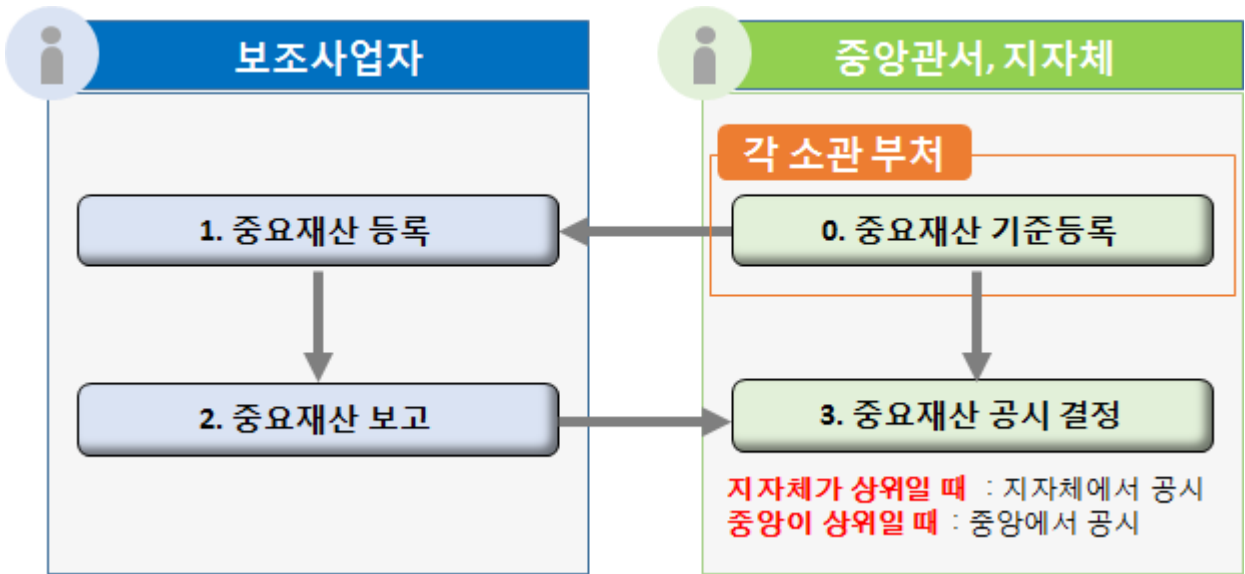 보조사업자
중앙관서, 지자체
각 소관 부처
1. 중요재산 등록
0. 중요재산 기준등록
2. 중요재산 보고
3. 중요재산 공시 결정
지자체가 상위일 때 : 지자체에서 공시
중앙이 상위일 때 : 중앙에서 공시